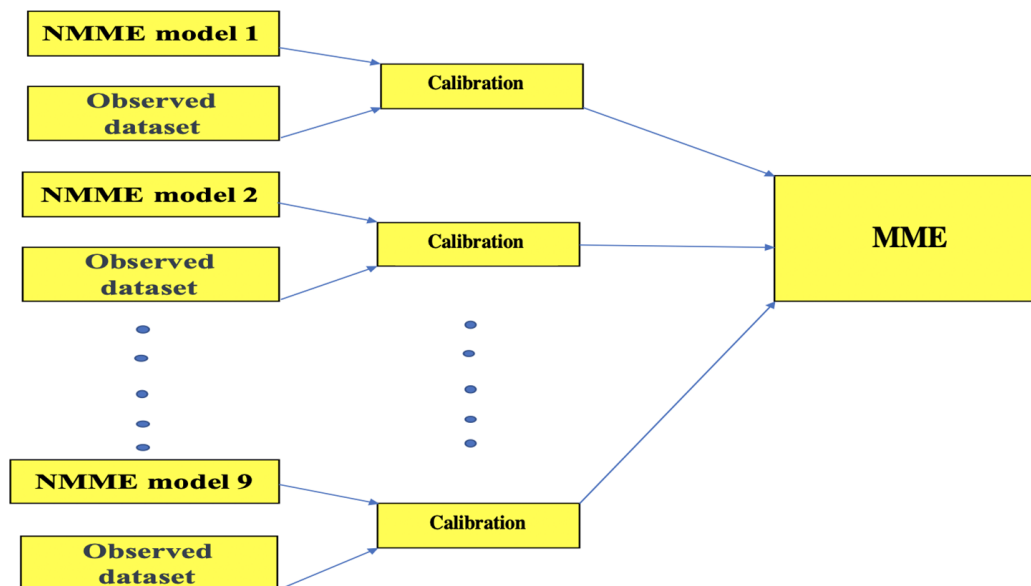 NMME model 1
Calibration
Observed
dataset
MME
NMME model 2
Calibration
Observed
dataset
NMME model 9
Calibration
Observed
dataset